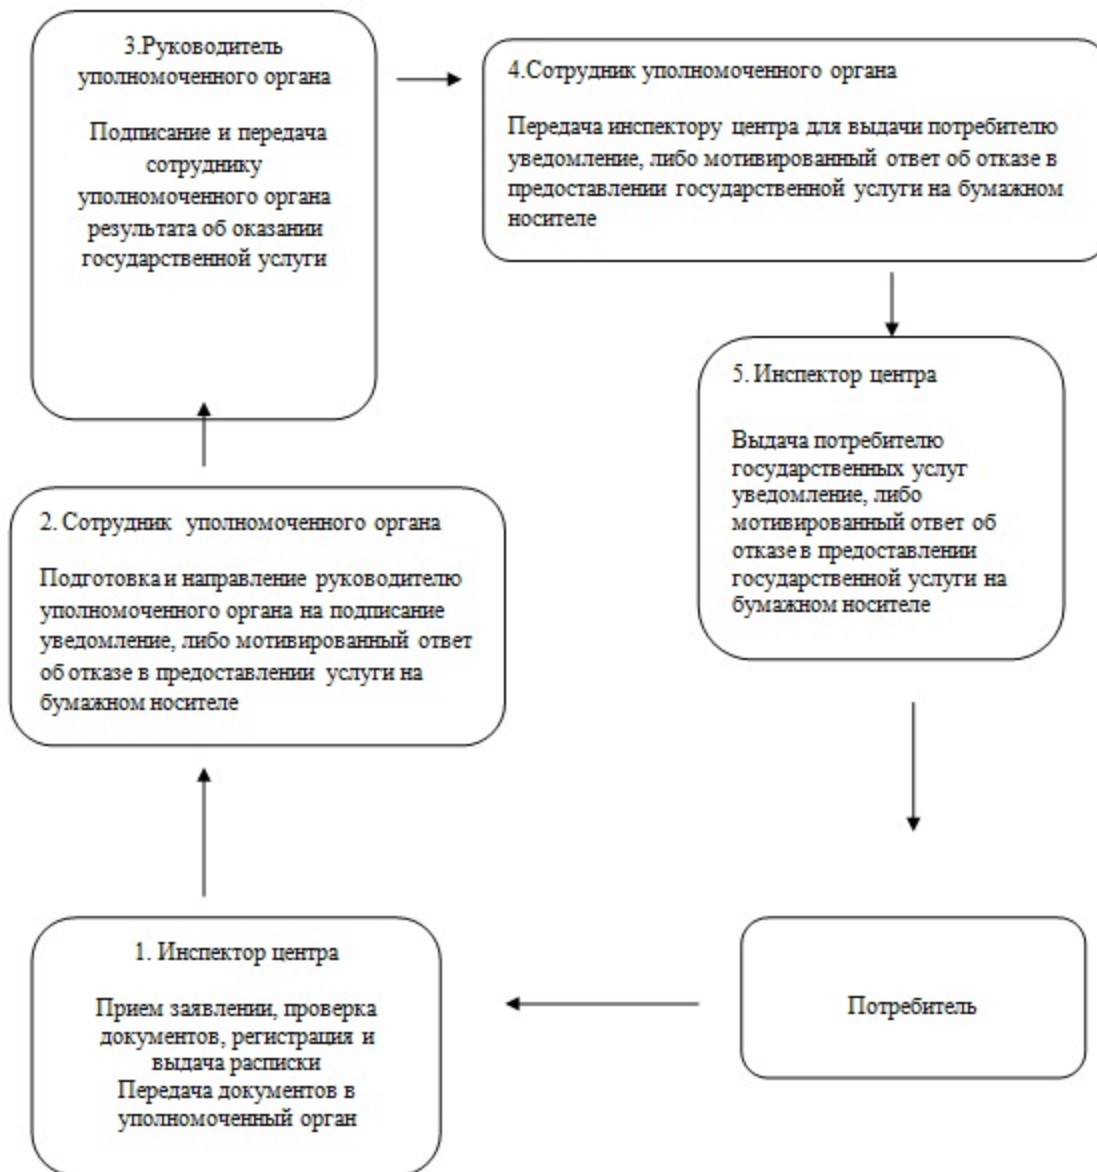 3.Руководитель
уполномоченного органа
Подписание и передача
сотруднику
уполномоченного органа
результата об оказании
государственной услуги
4.Сотрудник уполномоченного органа
Передача инспектору центра для выдачи потребителю
уведомление, либо мотивированный ответ об отказе в
предоставлении государственной услуги на бумажном
носителе
5. Инспектор центра
Выдача потребителю
государственных услуг
уведомление, либо
мотивированный ответ об
отказе в предоставлении
государственной услуги на
бумажном носителе
2. Сотрудник уполномоченного органа
Подготовка и направление руководителю
уполномоченного органа на подписание
уведомление, либо мотивированный ответ
об отказе в предоставлении услуги на
бумажном носителе
1. Инспектор центра
Прием заявлении, проверка
документов, регистрация и
выдача расписки
Передача документов в
уполномоченный орган
Потребитель